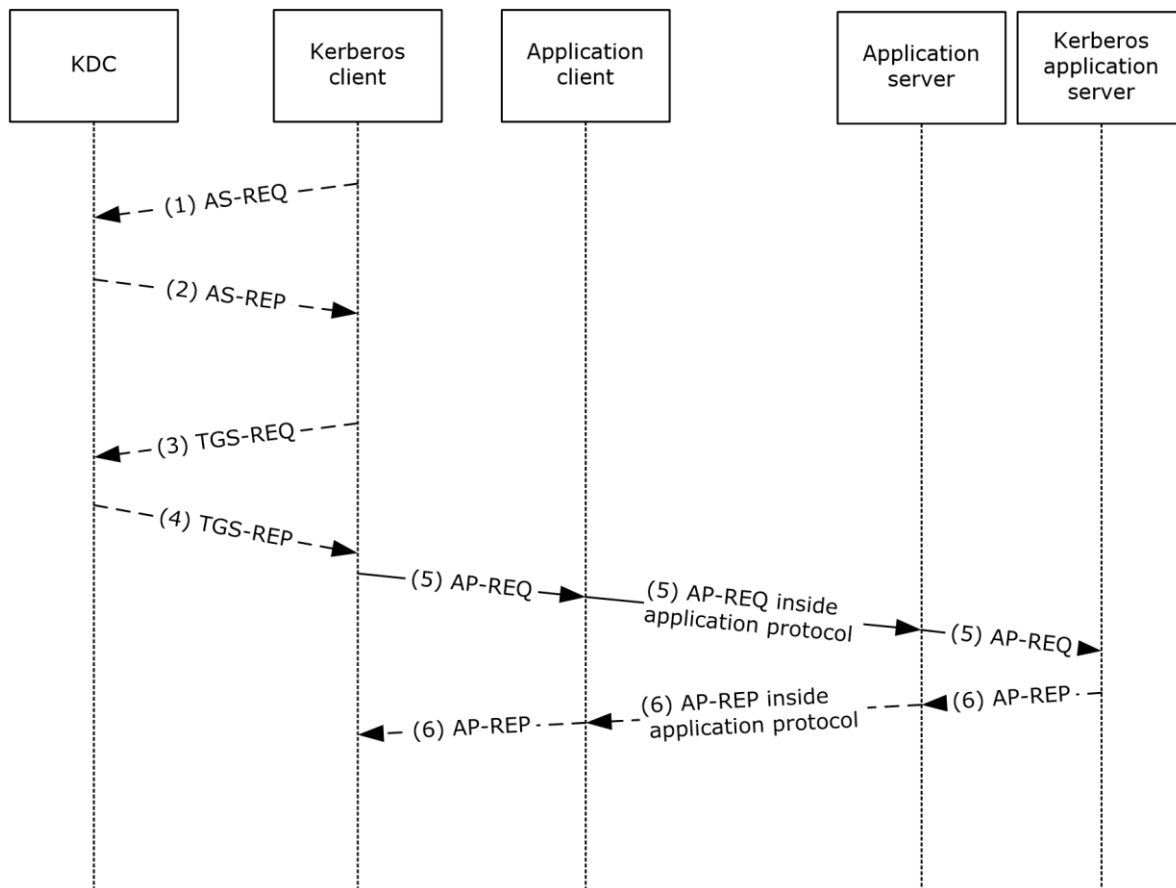 KDC
Kerberos
client
Application
client
Application
server
Kerberos
application
server
(1) AS-REQ
(2) AS-REP
(3) TGS-REQ
(4) TGS-REP
(5) AP-REQ
(5) AP-REQ inside
application protocol
(5) AP-REQ
(6) AP-REP
(6) AP-REP inside
application protocol
(6) AP-REP